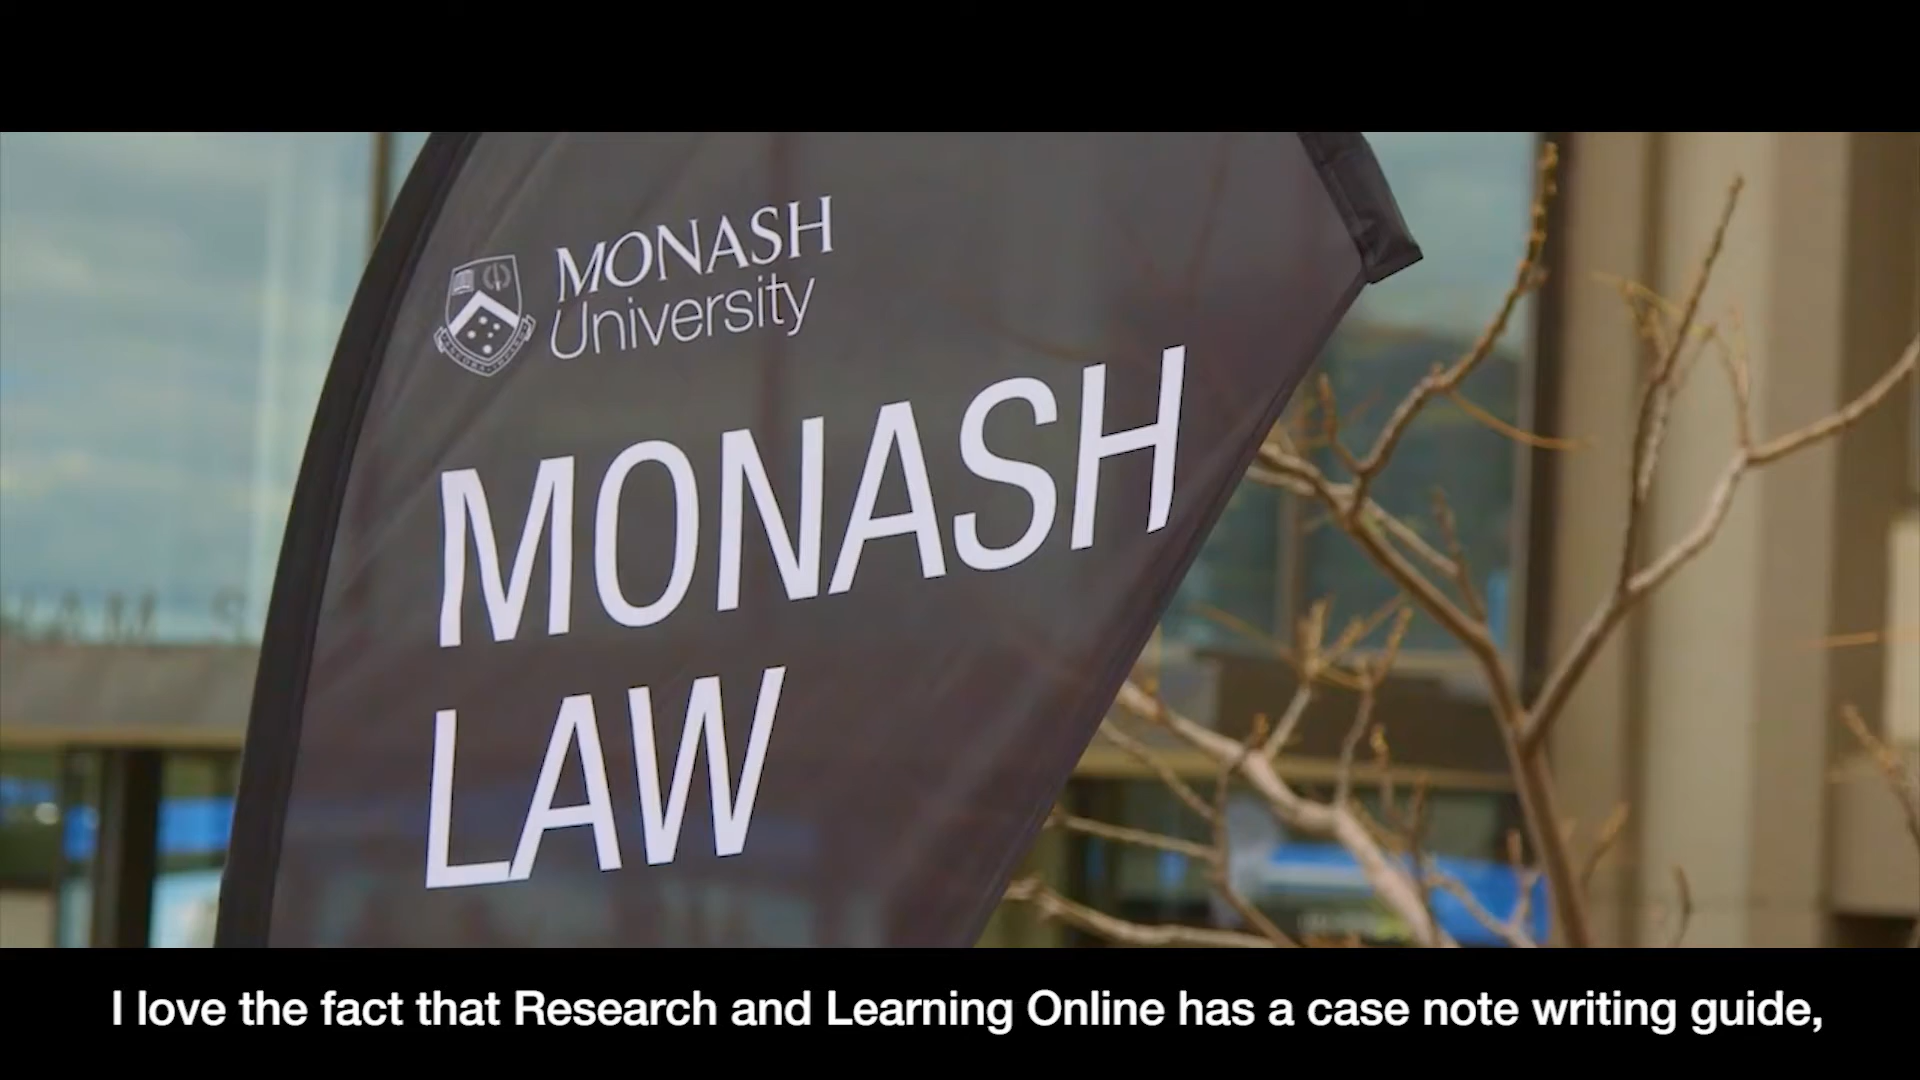 MONASH
University
MONASH
LAW
I love the fact that Research and Learning Online has a case note writing guide,